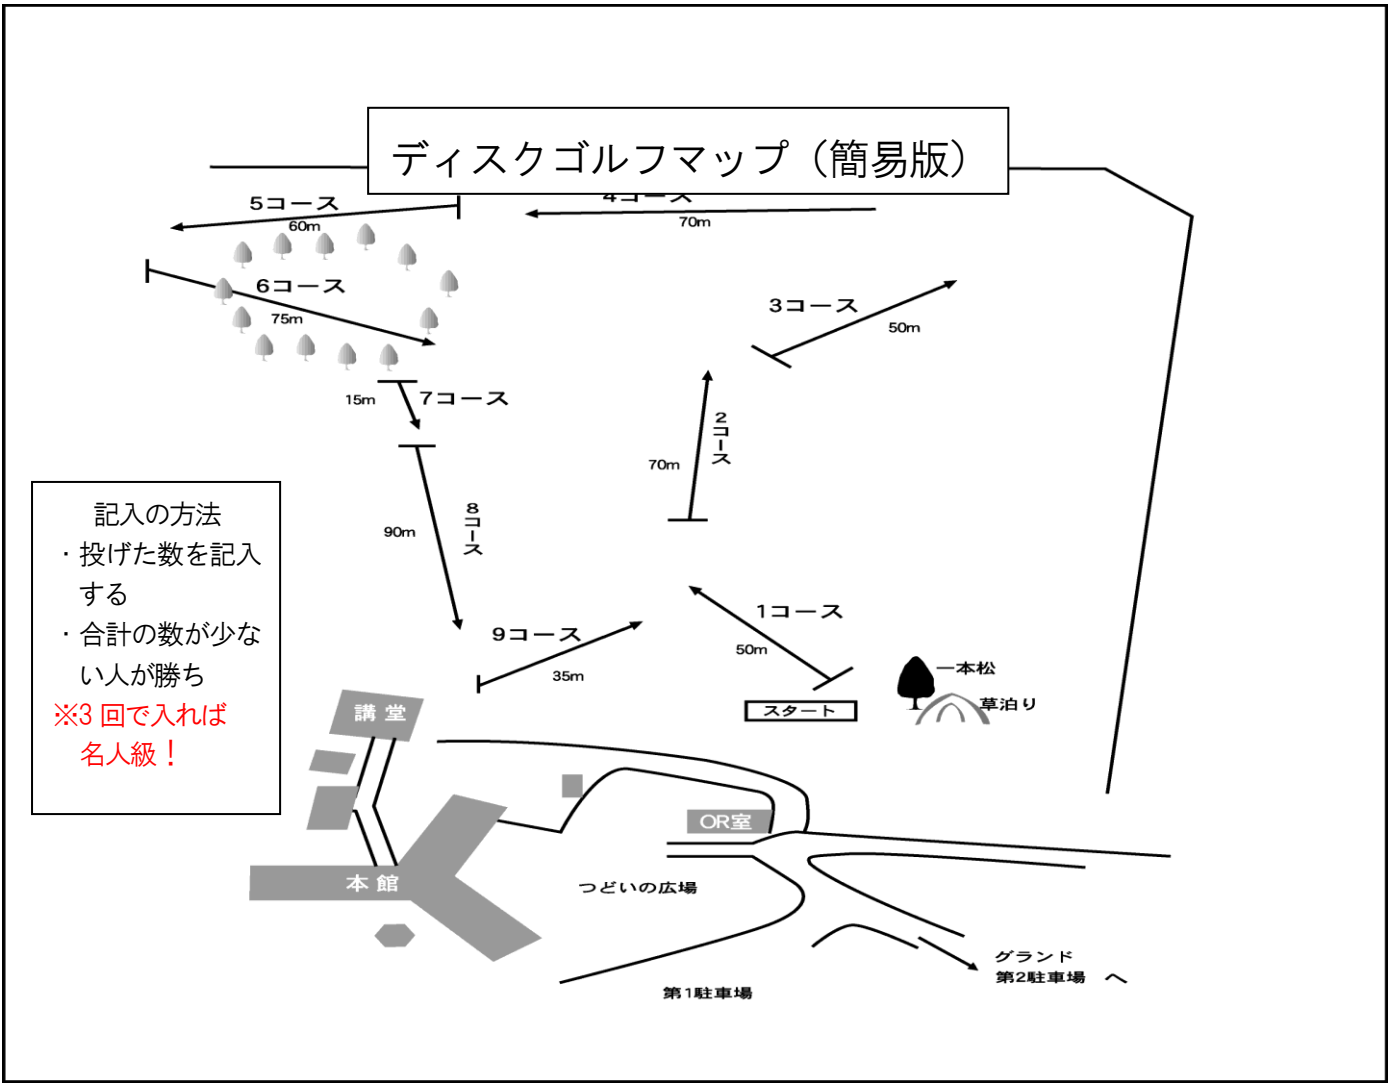 ディスクゴルフマップ（簡易版）
5コース
60m
4コース
70m
6コース
75m
3コース
50m
15m
7コース
2コース
70m
8コース
90m
記入の方法
・投げた数を記入
する
・合計の数が少な
い人が勝ち
※3 回で入れば
名人級！
9コース
35m
1コース
50m
スタート
一本松
草泊り
講堂
OR室
本館
つどいの広場
グランド
第2駐車場　へ
第1駐車場